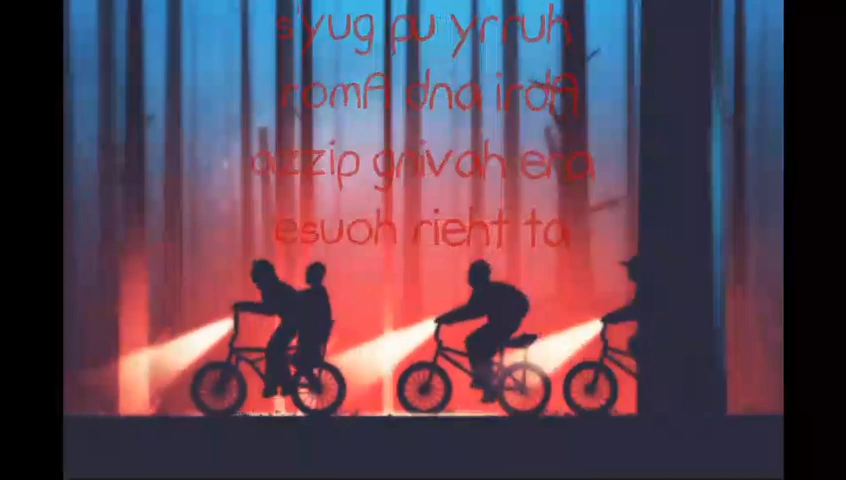 s'yug pu yrruh
romA dna irdA
azzip gnivah era
esuoh rieht ta